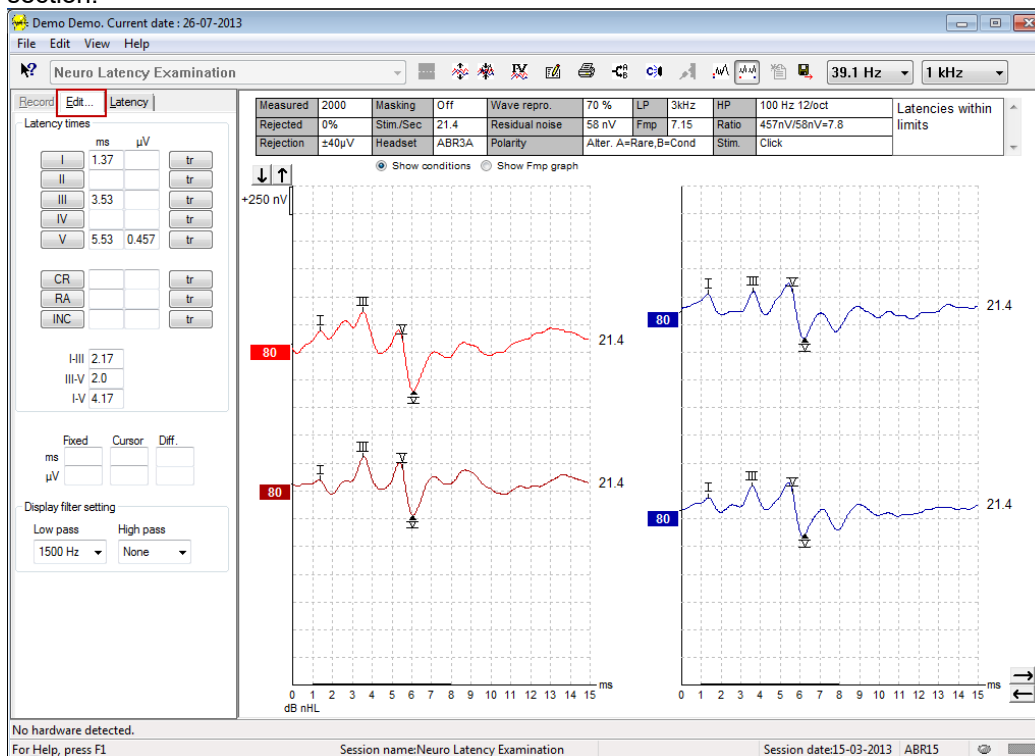 section.
Demo Demo. Current date : 26-07-2013
File Edit View Help
Neuro Latency Examination 39.1 Hz 1 kHz
Record Edit... Latency
Measured 2000 Masking Off Wave repro. 70 % LP 3kHz HP 100 Hz 12/oct
Rejected 0% Stim./Sec 21.4 Residual noise 58 nV Fmp 7.15 Ratio 457nV/58nV=7.8
Rejection ±40µV Headset ABR3A Polarity Alter. A=Rare,B=Cond Stim. Click
Latencies within
limits
Show conditions Show Fmp graph
Latency times
ms µV
I 1.37 tr
II tr
III 3.53 tr
IV tr
V 5.53 0.457 tr
CR tr
RA tr
INC tr
I-III 2.17
III-V 2.0
I-V 4.17
Fixed Cursor Diff.
ms
µV
Display filter setting
Low pass High pass
1500 Hz None
+250 nV
I III V
80 21.4
V
I III V
80 21.4
V
0 1 2 3 4 5 6 7 8 9 10 11 12 13 14 15 ms
dB nHL
I III V
80 21.4
V
I III V
80 21.4
V
0 1 2 3 4 5 6 7 8 9 10 11 12 13 14 15 ms
No hardware detected.
For Help, press F1 Session name:Neuro Latency Examination Session date:15-03-2013 ABR15